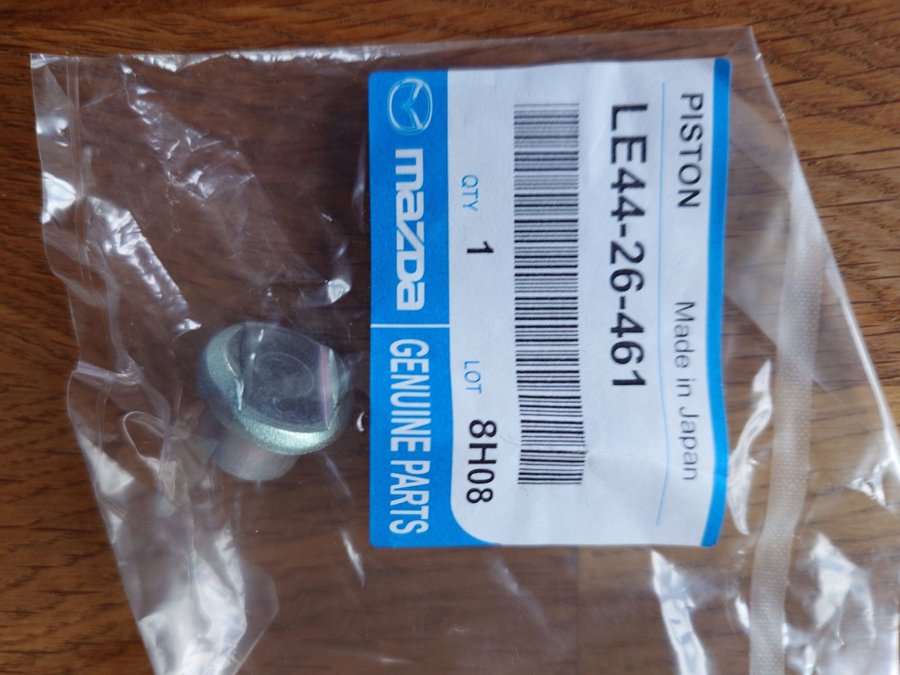 PISTON Made in Japan
LE44-26-461
QTY 1 LOT 8H08
mazda GENUINE PARTS